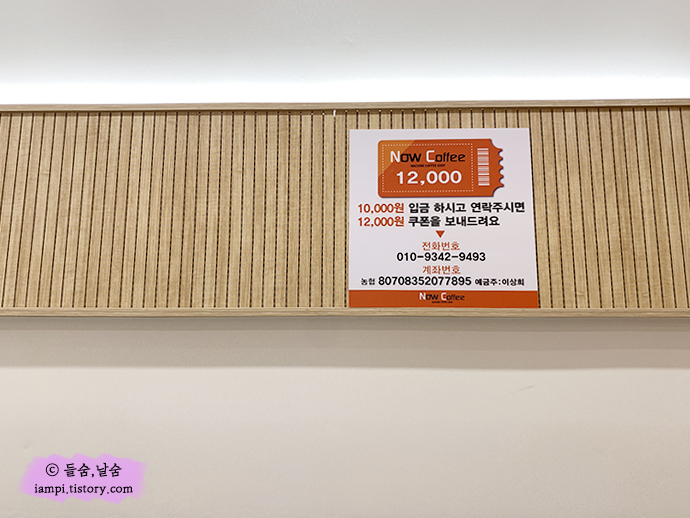 Now Coffee
12,000
10,000원 입금 하시고 연락주시면
12,000원 쿠폰을 보내드려요
전화번호
010-9342-9493
계좌번호
농협 80708352077895 예금주:이상희
Now Coffee
ⓒ 들숨,날숨
iampi.tistory.com